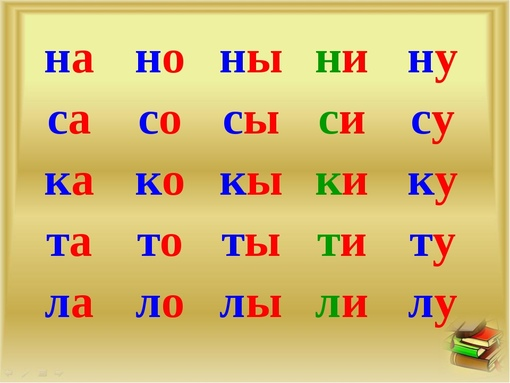 на но ны ни ну
са со сы си су
ка ко кы ки ку
та то ты ти ту
ла ло лы ли лу